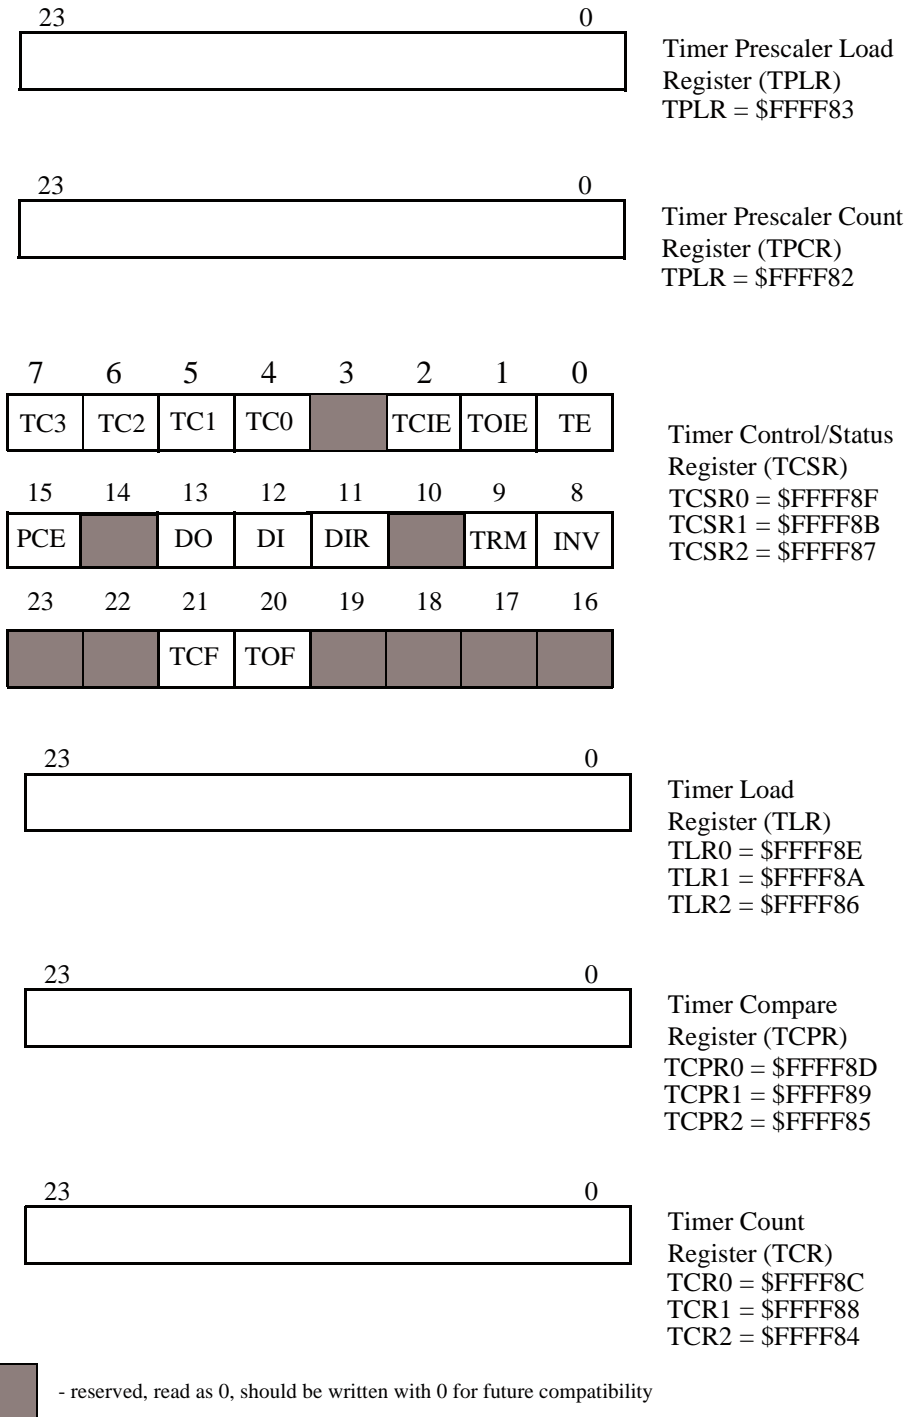 23 0
Timer Prescaler Load
Register (TPLR)
TPLR = $FFFF83
23 0
Timer Prescaler Count
Register (TPCR)
TPLR = $FFFF82
7 6 5 4 3 2 1 0
TC3 TC2 TC1 TC0 TCIE TOIE TE
Timer Control/Status
Register (TCSR)
TCSR0 = $FFFF8F
TCSR1 = $FFFF8B
TCSR2 = $FFFF87
15 14 13 12 11 10 9 8
PCE DO DI DIR TRM INV
23 22 21 20 19 18 17 16
TCF TOF
23 0
Timer Load
Register (TLR)
TLR0 = $FFFF8E
TLR1 = $FFFF8A
TLR2 = $FFFF86
23 0
Timer Compare
Register (TCPR)
TCPR0 = $FFFF8D
TCPR1 = $FFFF89
TCPR2 = $FFFF85
23 0
Timer Count
Register (TCR)
TCR0 = $FFFF8C
TCR1 = $FFFF88
TCR2 = $FFFF84
- reserved, read as 0, should be written with 0 for future compatibility